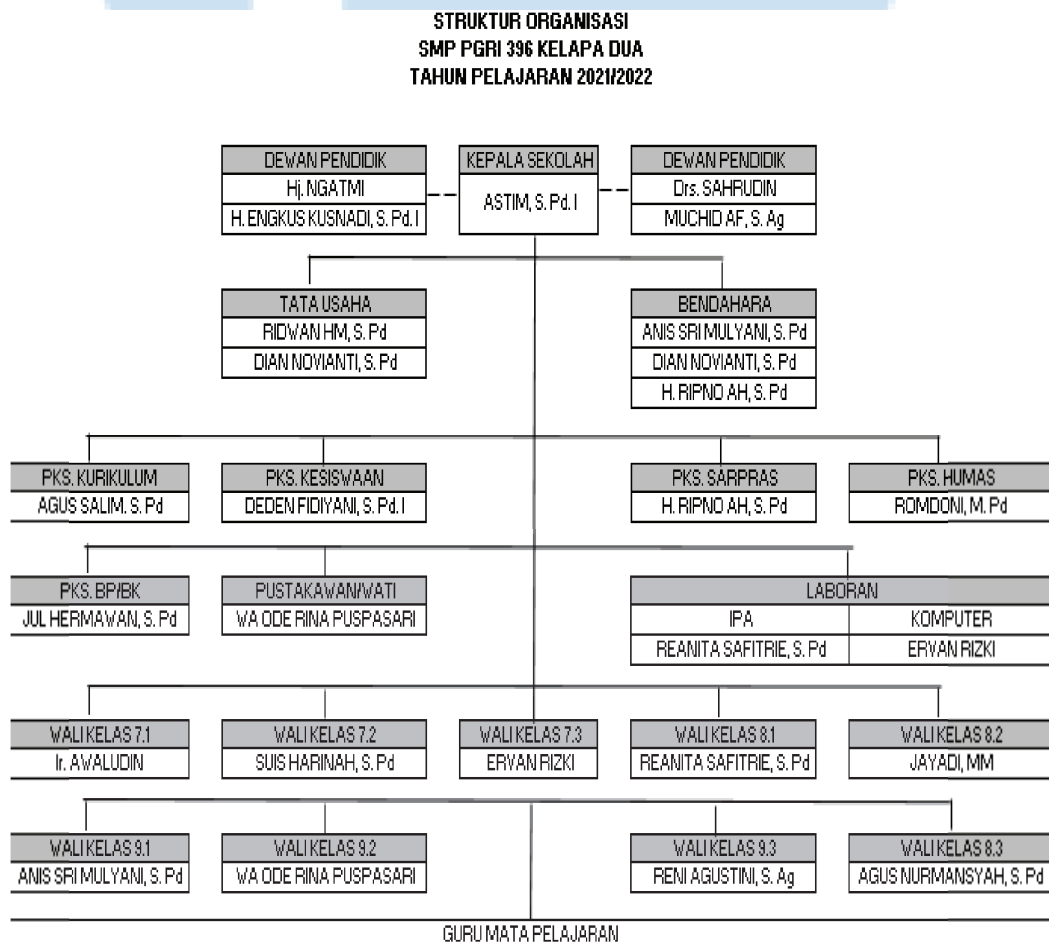 STRUKTUR ORGANISASI
SMP PGRI 396 KELAPA DUA
TAHUN PELAJARAN 2021/2022
DEWAN PENDIDIK
Hj. NGATMI
H. ENGKUS KUSNADI, S. Pd. I
KEPALA SEKOLAH
ASTIM, S. Pd. I
DEWAN PENDIDIK
Drs. SAHRUDIN
MUCHID AF, S. Ag
TATA USAHA
RIDWAN HM, S. Pd
DIAN NOVIANTI, S. Pd
BENDAHARA
ANIS SRI MULYANI, S. Pd
DIAN NOVIANTI, S. Pd
H. RIPNO AH, S. Pd
PKS. KURIKULUM
AGUS SALIM. S. Pd
PKS. KESISWAAN
DEDEN FIDIYANI, S. Pd. I
PKS. SARPRAS
H. RIPNO AH, S. Pd
PKS. HUMAS
ROMDONI, M. Pd
PKS. BP/BK
JUL HERMAWAN, S. Pd
PUSTAKAWAN/WATI
WA ODE RINA PUSPASARI
LABORAN
IPA
KOMPUTER
REANITA SAFITRIE, S. Pd
ERVAN RIZKI
WALI KELAS 7.1
Ir. AWALUDIN
WALI KELAS 7.2
SUIS HARINAH, S. Pd
WALI KELAS 7.3
ERVAN RIZKI
WALI KELAS 8.1
REANITA SAFITRIE, S. Pd
WALI KELAS 8.2
JAYADI, MM
WALI KELAS 9.1
ANIS SRI MULYANI, S. Pd
WALI KELAS 9.2
WA ODE RINA PUSPASARI
WALI KELAS 9.3
RENI AGUSTINI, S. Ag
WALI KELAS 8.3
AGUS NURMANSYAH, S. Pd
GURU MATA PELAJARAN